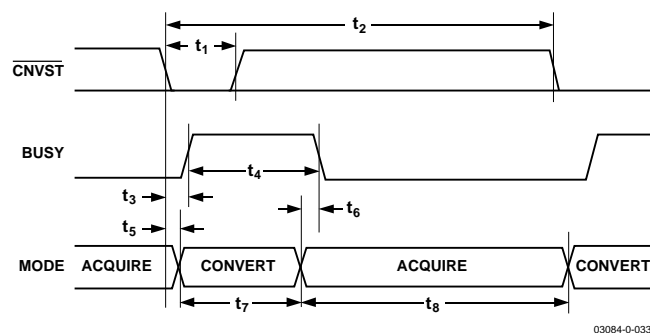 t2
t1
CNVST
BUSY
t4
t3
t6
t5
MODE ACQUIRE CONVERT ACQUIRE CONVERT
t7 t8
03084-0-033